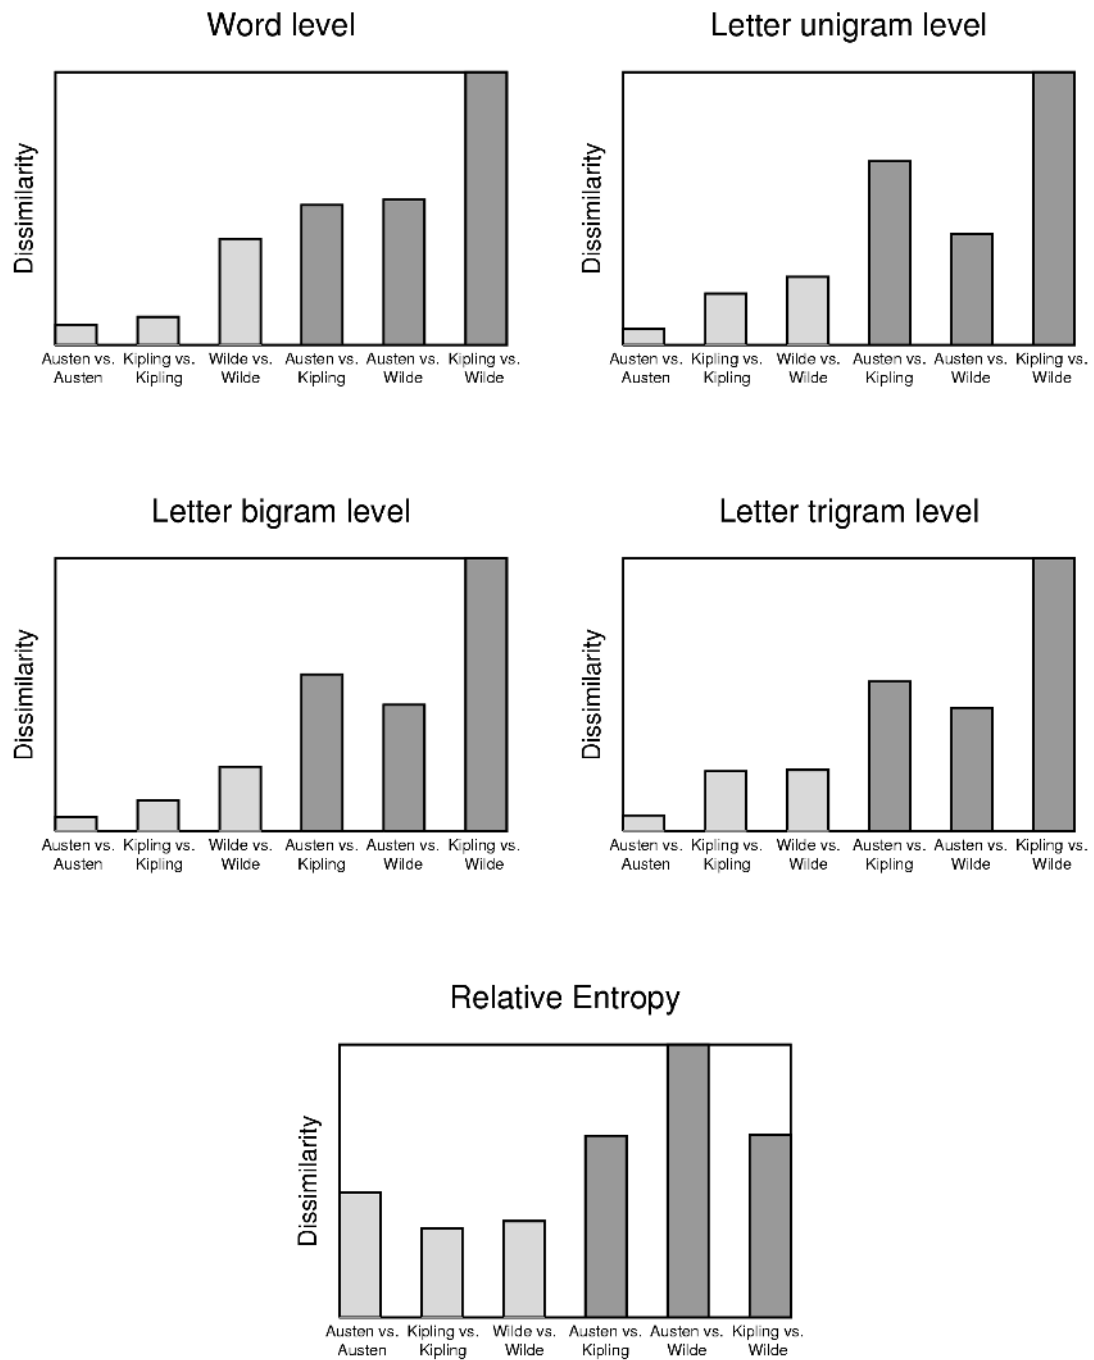 Word level
Dissimilarity
Austen vs. Kipling vs. Wilde vs. Austen vs. Austen vs. Kipling vs.
Austen Kipling Wilde Kipling Wilde Wilde
Letter unigram level
Dissimilarity
Austen vs. Kipling vs. Wilde vs. Austen vs. Austen vs. Kipling vs.
Austen Kipling Wilde Kipling Wilde Wilde
Letter bigram level
Dissimilarity
Austen vs. Kipling vs. Wilde vs. Austen vs. Austen vs. Kipling vs.
Austen Kipling Wilde Kipling Wilde Wilde
Letter trigram level
Dissimilarity
Austen vs. Kipling vs. Wilde vs. Austen vs. Austen vs. Kipling vs.
Austen Kipling Wilde Kipling Wilde Wilde
Relative Entropy
Dissimilarity
Austen vs. Kipling vs. Wilde vs. Austen vs. Austen vs. Kipling vs.
Austen Kipling Wilde Kipling Wilde Wilde